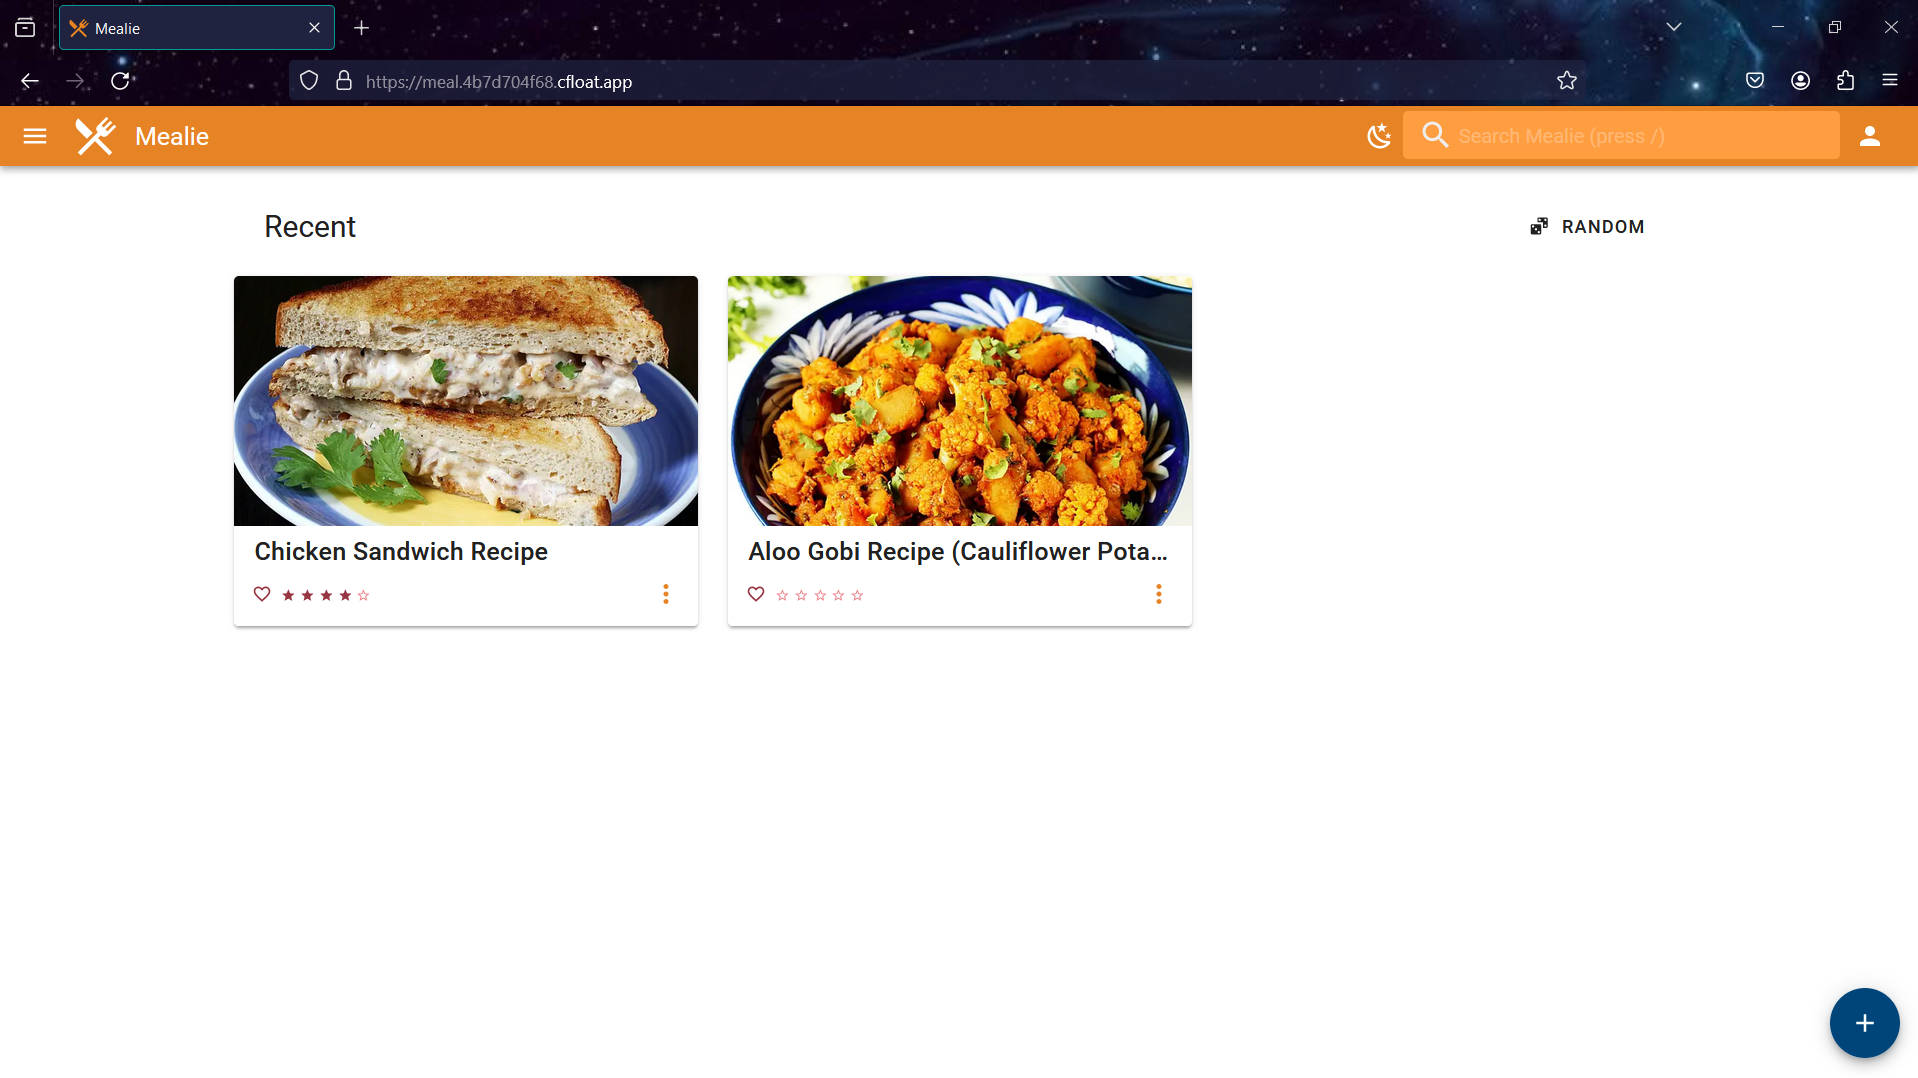 Mealie
https://meal.4b7d704f68.cfloat.app
Mealie
Search Mealie (press /)
Recent
RANDOM
Chicken Sandwich Recipe
Aloo Gobi Recipe (Cauliflower Pota...